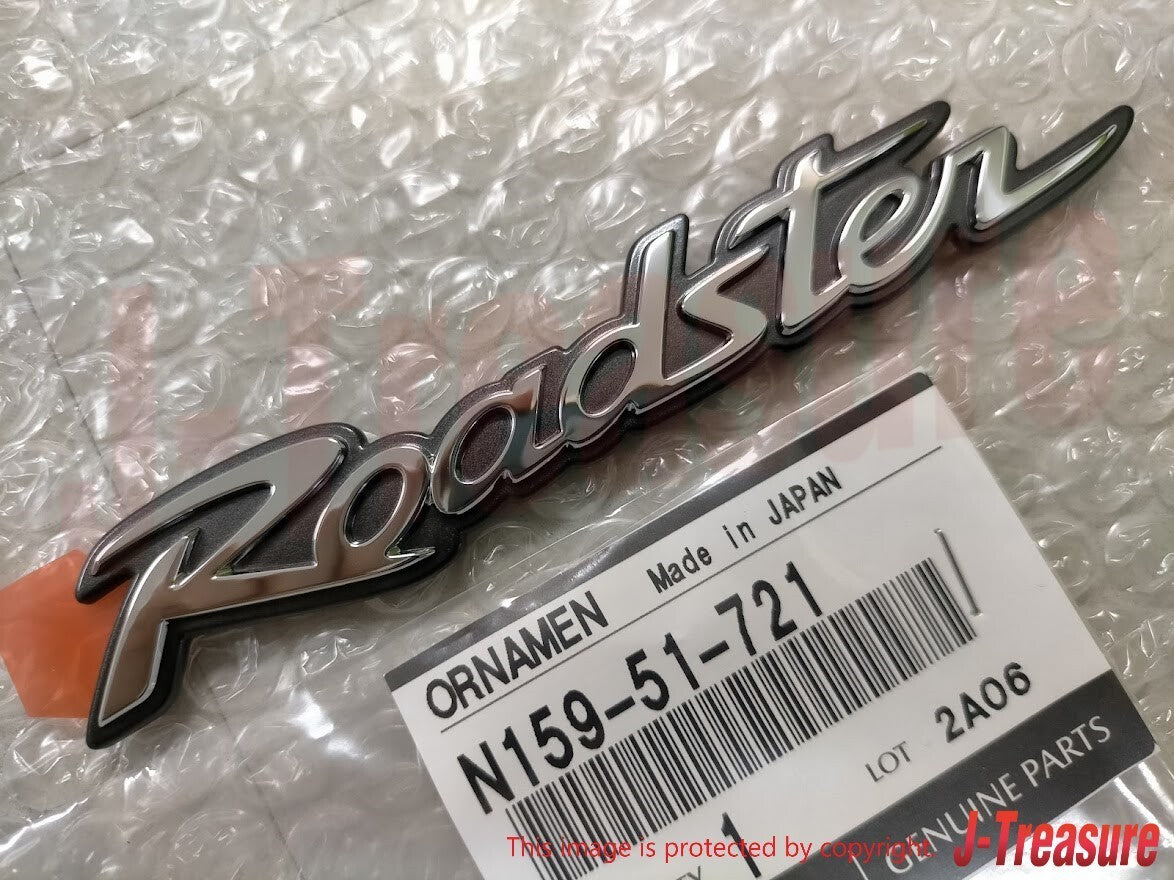 Roadster
J-Treasure
ORNAMEN Made in JAPAN
N159-51-721
1
LOT 2A06
GENUINE PARTS
This image is protected by copyright.
J-Treasure